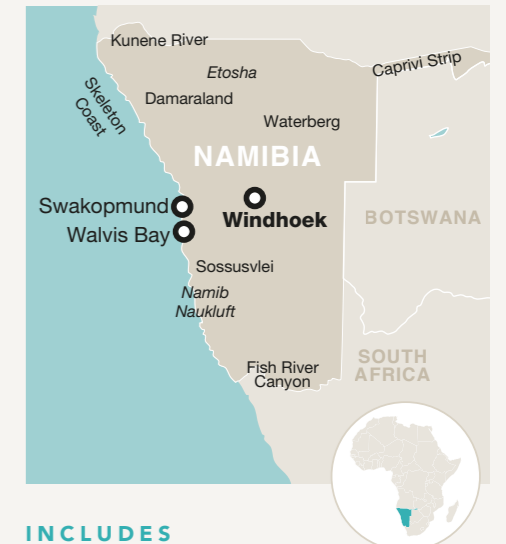 Kunene River
Etosha
Caprivi Strip
Skeleton
Coast
Damaraland
Waterberg
NAMIBIA
Swakopmund
Windhoek
BOTSWANA
Walvis Bay
Sossusvlei
Namib
Naukluft
SOUTH
AFRICA
Fish River
Canyon
INCLUDES